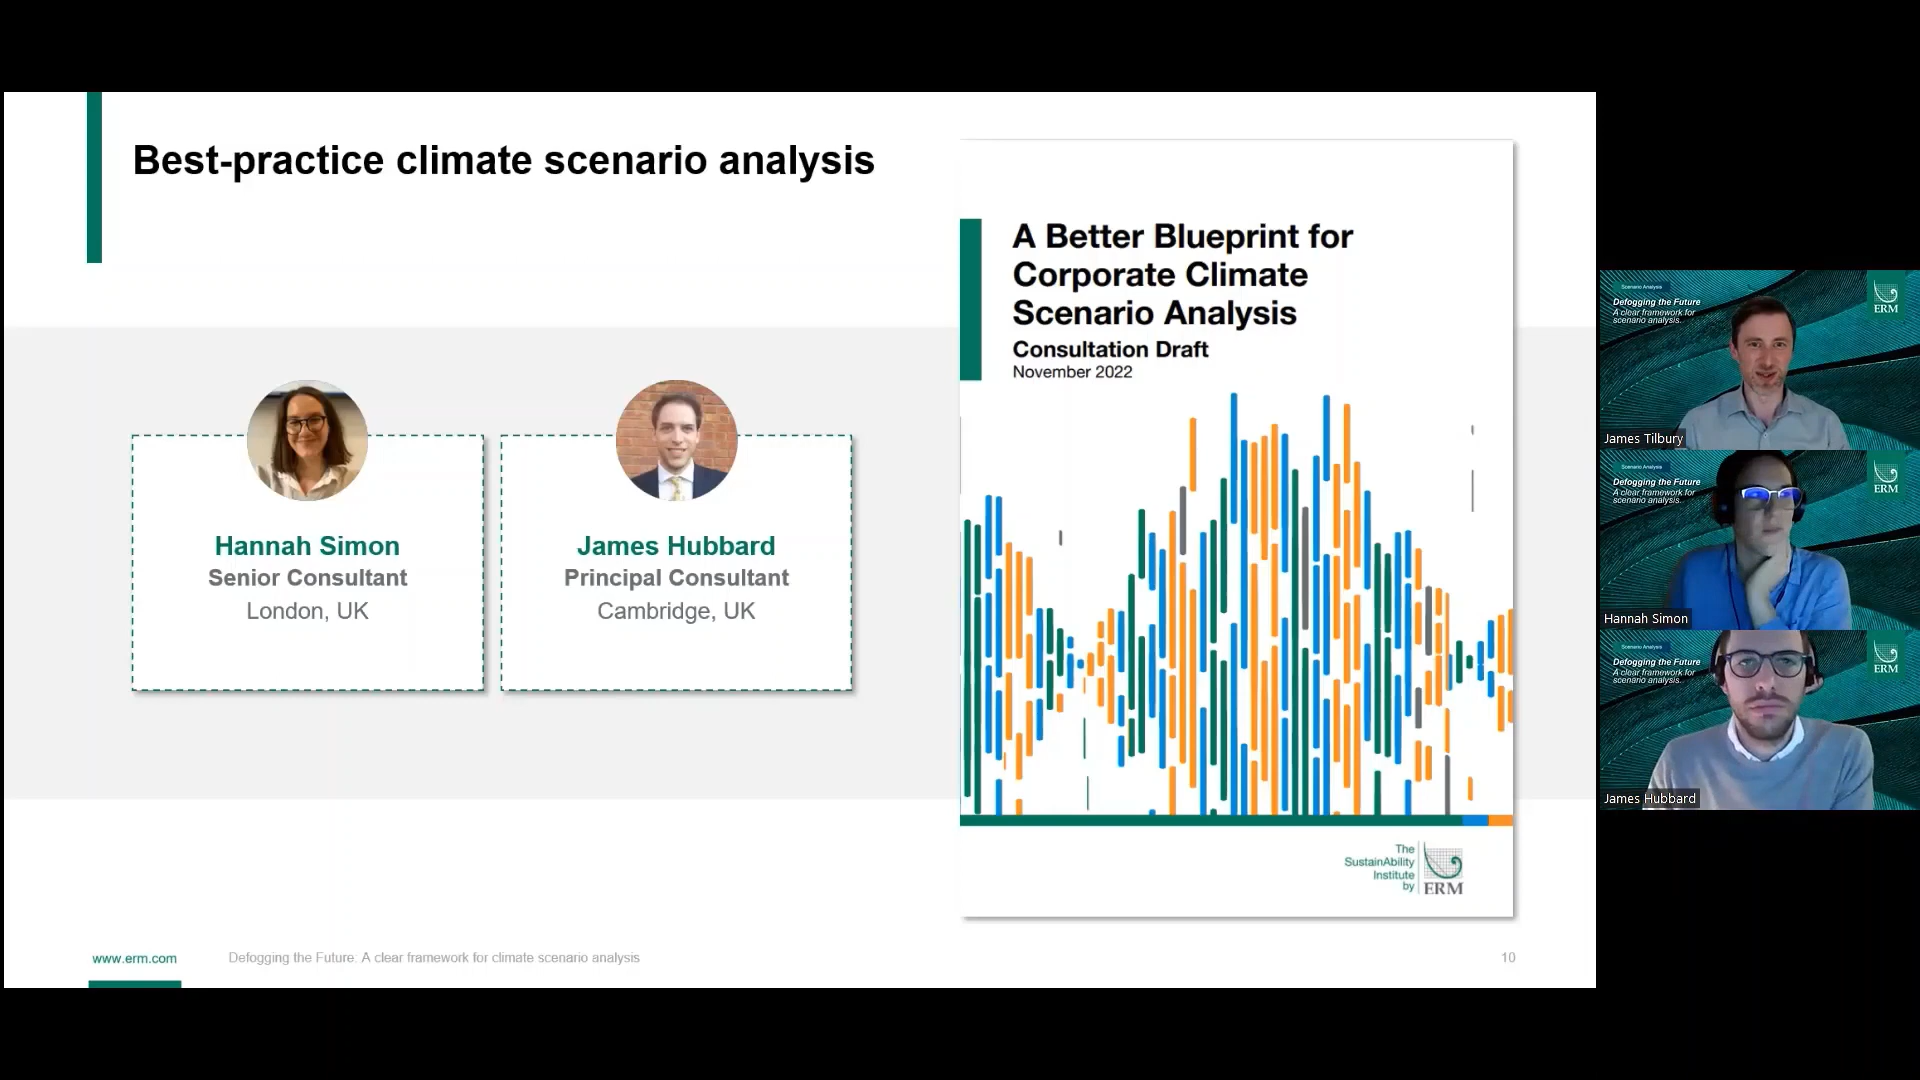 Best-practice climate scenario analysis
Hannah Simon
Senior Consultant
London, UK
James Hubbard
Principal Consultant
Cambridge, UK
A Better Blueprint for
Corporate Climate
Scenario Analysis
Consultation Draft
November 2022
The
SustainAbility
Institute
by
ERM
www.erm.com
Defogging the Future: A clear framework for climate scenario analysis
10
Scenario Analysis
Defogging the Future
A clear framework for
scenario analysis.
ERM
James Tilbury
Scenario Analysis
Defogging the Future
A clear framework for
scenario analysis.
ERM
Hannah Simon
Scenario Analysis
Defogging the Future
A clear framework for
scenario analysis.
ERM
James Hubbard